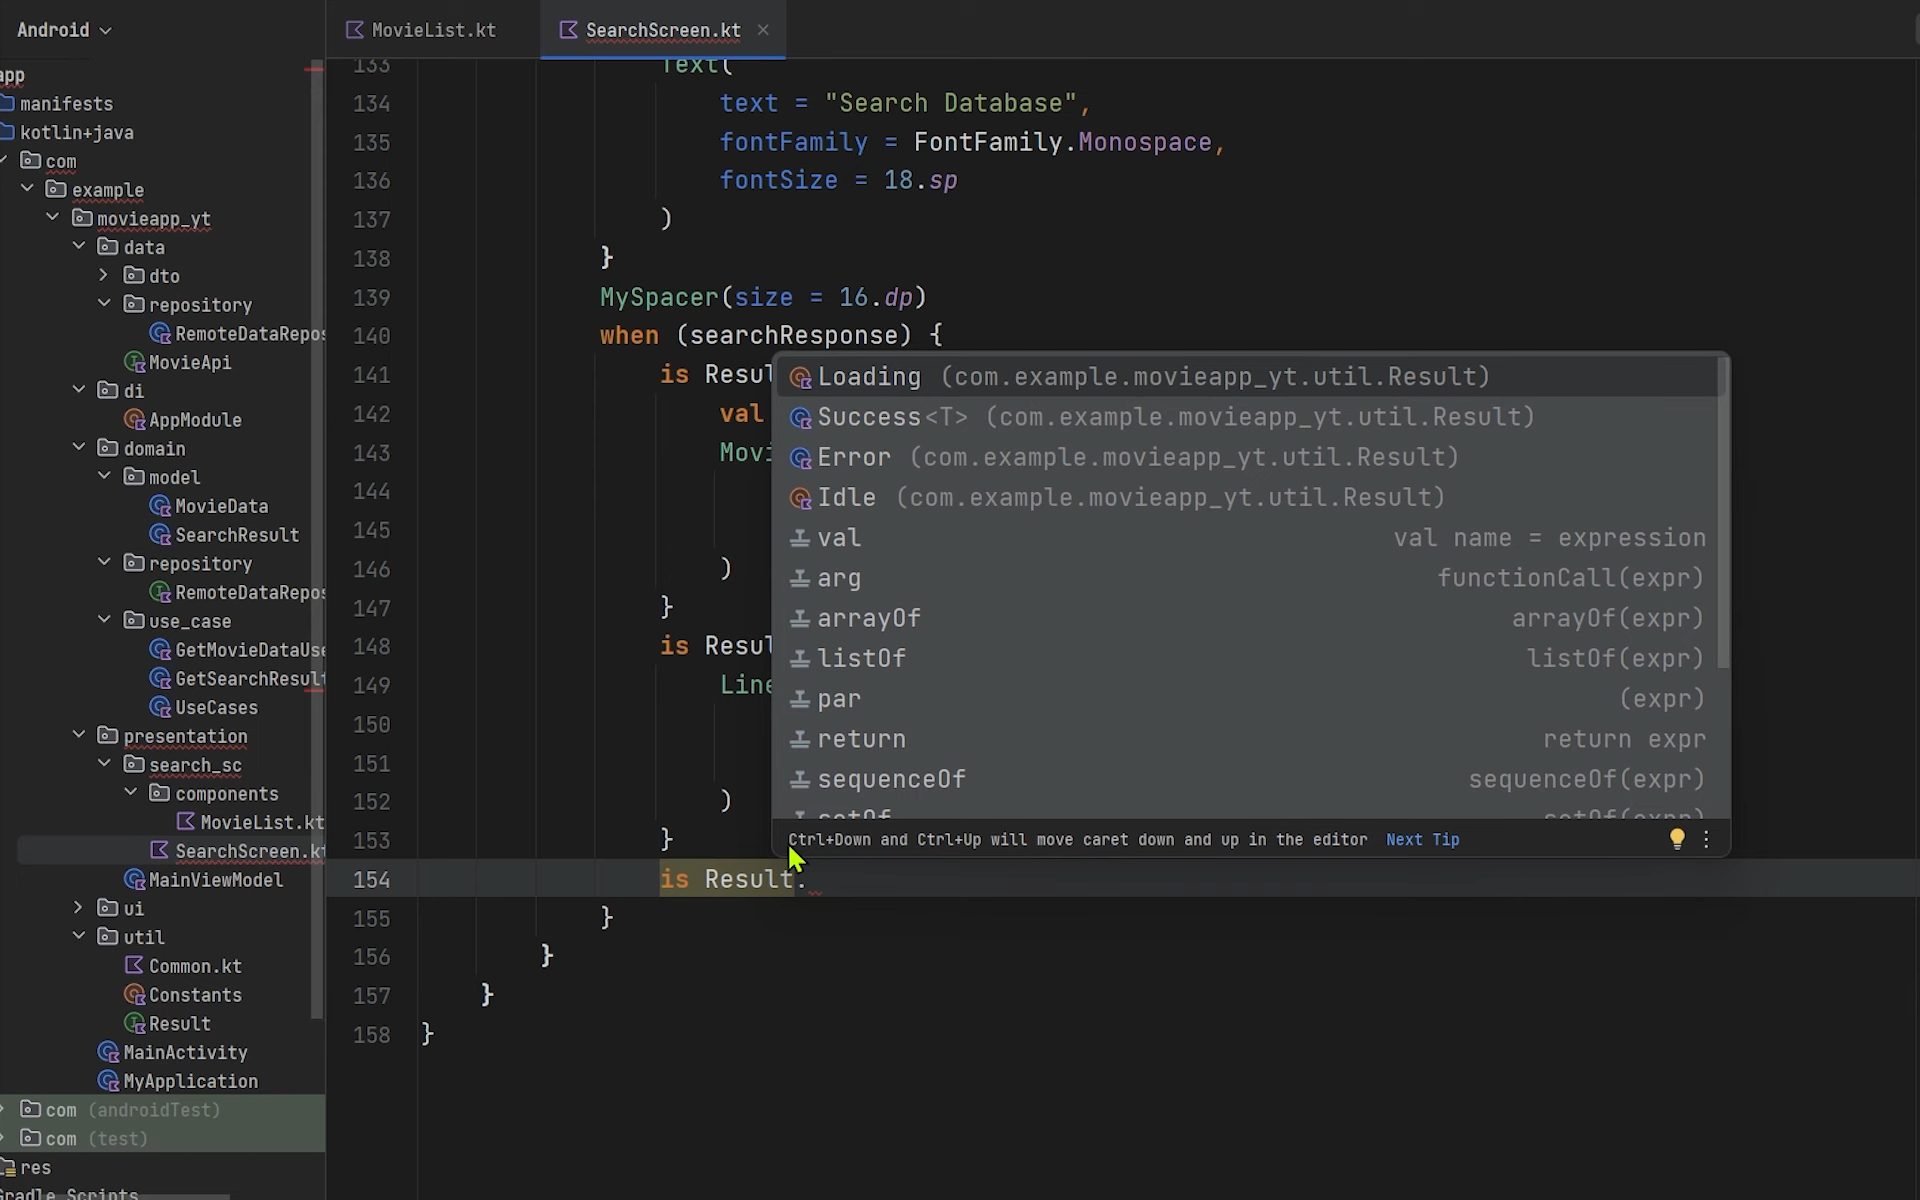 Android
app
manifests
kotlin+java
com
example
movieapp_yt
data
dto
repository
RemoteDataRepos
MovieApi
di
AppModule
domain
model
MovieData
SearchResult
repository
RemoteDataRepos
use_case
GetMovieDataUse
GetSearchResult
UseCases
presentation
search_sc
components
MovieList.kt
SearchScreen.kt
MainViewModel
ui
util
Common.kt
Constants
Result
MainActivity
MyApplication
com (androidTest)
com (test)
res
Gradle Scripts
MovieList.kt
SearchScreen.kt
133 Text(
134 text = "Search Database",
135 fontFamily = FontFamily.Monospace,
136 fontSize = 18.sp
137 )
138 }
139 MySpacer(size = 16.dp)
140 when (searchResponse) {
141 is Resul
142 val
143 Movi
144
145
146 )
147 }
148 is Resul
149 Line
150
151
152 )
153 }
154 is Result.
155 }
156 }
157 }
158 }
Loading (com.example.movieapp_yt.util.Result)
Success<T> (com.example.movieapp_yt.util.Result)
Error (com.example.movieapp_yt.util.Result)
Idle (com.example.movieapp_yt.util.Result)
val val name = expression
arg functionCall(expr)
arrayOf arrayOf(expr)
listOf listOf(expr)
par (expr)
return return expr
sequenceOf sequenceOf(expr)
setOf setOf(expr)
Ctrl+Down and Ctrl+Up will move caret down and up in the editor Next Tip